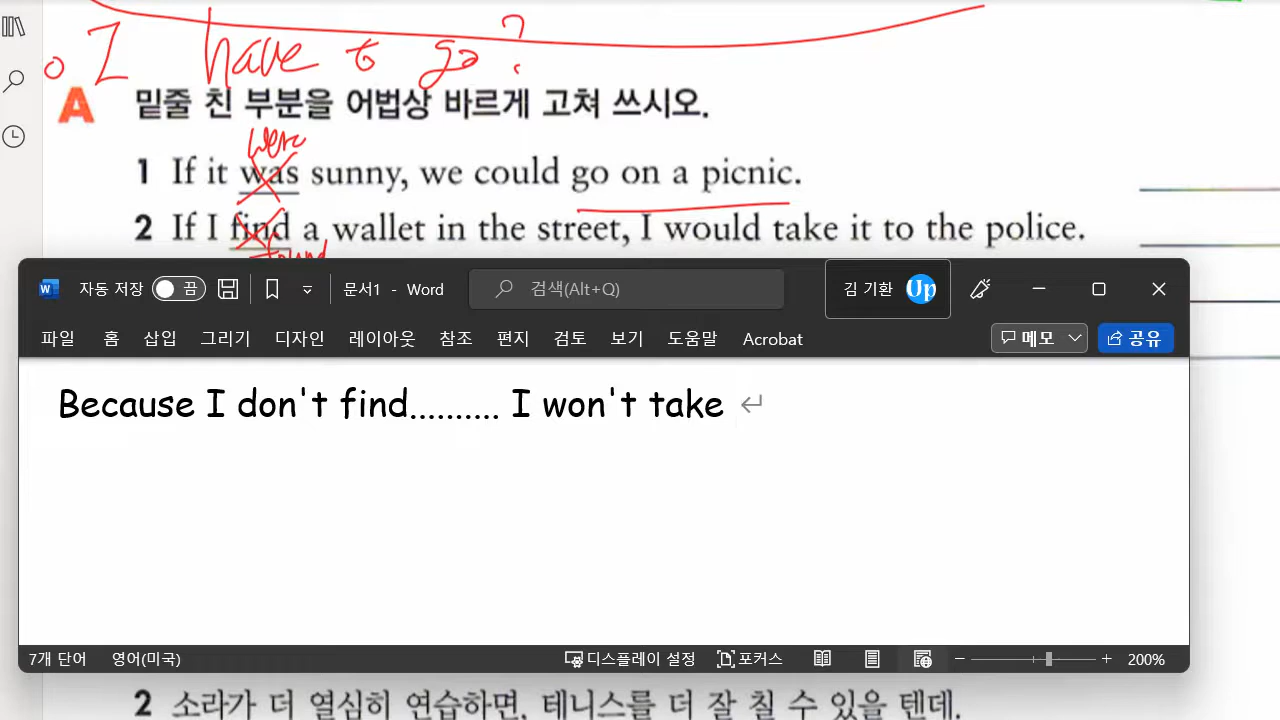 o I have to go?
A 밑줄 친 부분을 어법상 바르게 고쳐 쓰시오.
were
1 If it was sunny, we could go on a picnic.
2 If I find a wallet in the street, I would take it to the police.
found
자동 저장 끔 문서1 - Word 검색(Alt+Q) 김 기환 Up
파일 홈 삽입 그리기 디자인 레이아웃 참조 편지 검토 보기 도움말 Acrobat 메모 공유
Because I don't find.......... I won't take
7개 단어 영어(미국) 디스플레이 설정 포커스 200%
2 소라가 더 열심히 연습하면, 테니스를 더 잘 칠 수 있을 텐데.